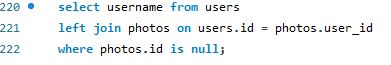 220 select username from users
221 left join photos on users.id = photos.user_id
222 where photos.id is null;